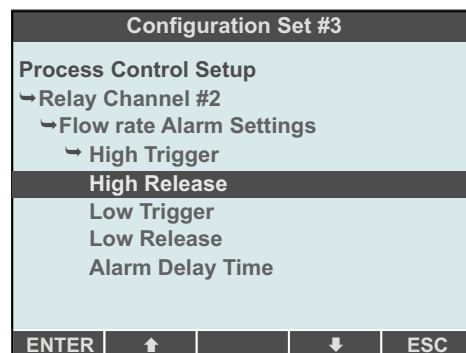 Configuration Set #3
Process Control Setup
➥Relay Channel #2
➥Flow rate Alarm Settings
➥ High Trigger
High Release
Low Trigger
Low Release
Alarm Delay Time
ENTER ⬆ ⬇ ESC